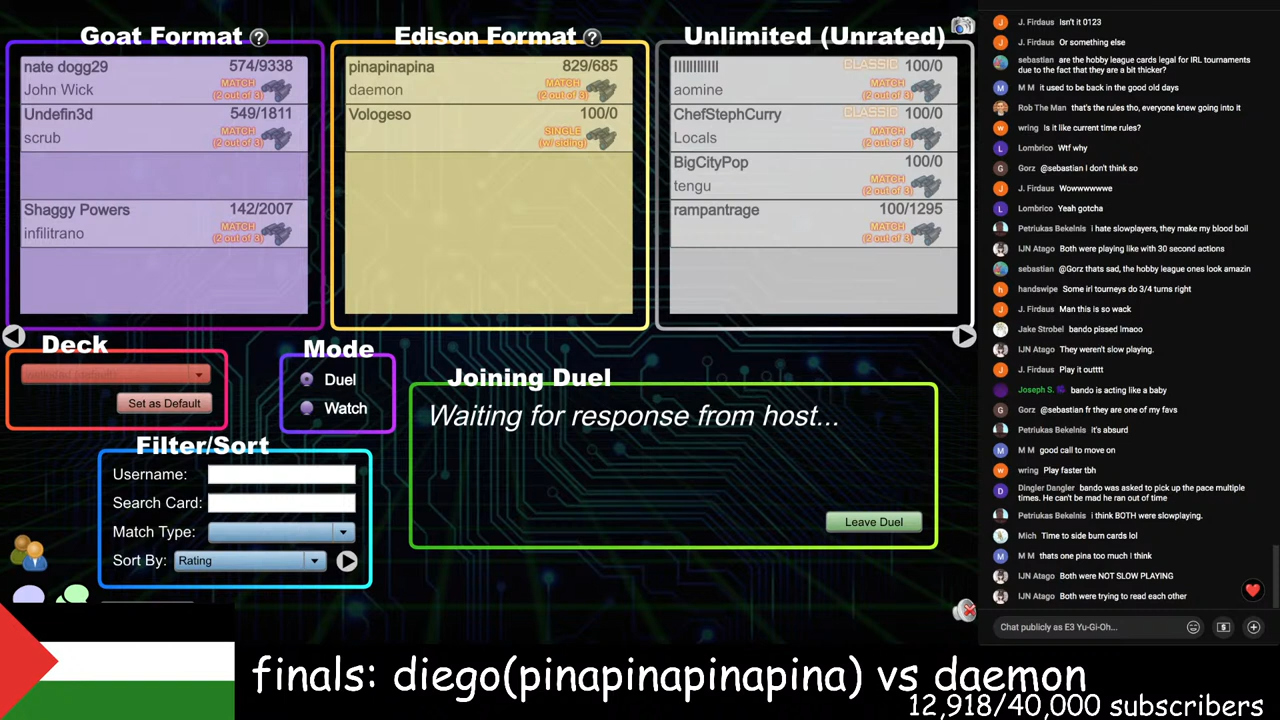 Goat Format ?
nate dogg29 574/9338
John Wick MATCH (2 out of 3)
Undefin3d 549/1811
scrub MATCH (2 out of 3)
Shaggy Powers 142/2007
infilitrano MATCH (2 out of 3)
Edison Format ?
pinapinapina 829/685
daemon MATCH (2 out of 3)
Vologeso 100/0
SINGLE (w/ siding)
Unlimited (Unrated)
CLASSIC 100/0
aomine MATCH (2 out of 3)
ChefStephCurry CLASSIC 100/0
Locals MATCH (2 out of 3)
BigCityPop 100/0
tengu MATCH (2 out of 3)
rampantrage 100/1295
MATCH (2 out of 3)
Deck
Set as Default
Mode
Duel
Watch
Joining Duel
Waiting for response from host...
Leave Duel
Filter/Sort
Username:
Search Card:
Match Type:
Sort By: Rating
J. Firdaus Isn't it 0123
J. Firdaus Or something else
sebastian are the hobby league cards legal for IRL tournaments
due to the fact that they are a bit thicker?
M M it used to be back in the good old days
Rob The Man that's the rules tho, everyone knew going into it
wring Is it like current time rules?
Lombrico Wtf why
Gorz @sebastian I don't think so
J. Firdaus Wowwwwwwe
Lombrico Yeah gotcha
Petriukas Bekelnis i hate slowplayers, they make my blood boil
IJN Atago Both were playing like with 30 second actions
sebastian @Gorz thats sad, the hobby league ones look amazin
handswipe Some irl tourneys do 3/4 turns right
J. Firdaus Man this is so wack
Jake Strobel bando pissed lmaoo
IJN Atago They weren't slow playing.
J. Firdaus Play it outttt
Joseph S. bando is acting like a baby
Gorz @sebastian fr they are one of my favs
Petriukas Bekelnis it's absurd
M M good call to move on
wring Play faster tbh
Dingler Dangler bando was asked to pick up the pace multiple
times. He can't be mad he ran out of time
Petriukas Bekelnis i think BOTH were slowplaying.
Mich Time to side burn cards lol
M M thats one pina too much I think
IJN Atago Both were NOT SLOW PLAYING
IJN Atago Both were trying to read each other
Chat publicly as E3 Yu-Gi-Oh...
finals: diego(pinapinapinapina) vs daemon
12,918/40,000 subscribers